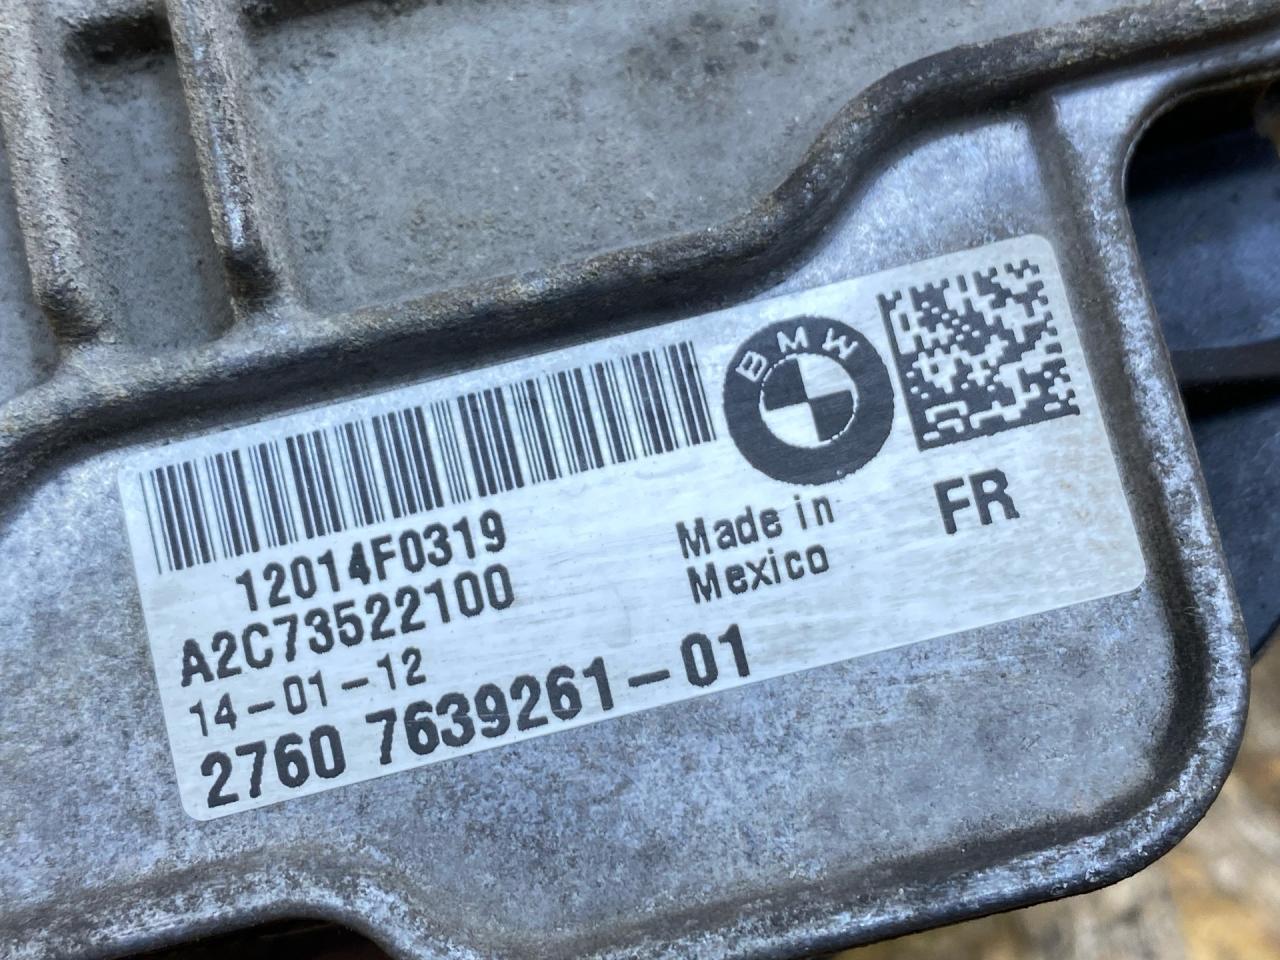 BMW
FR
12014F0319
Made in
A2C73522100
Mexico
14-01-12
2760 7639261-01